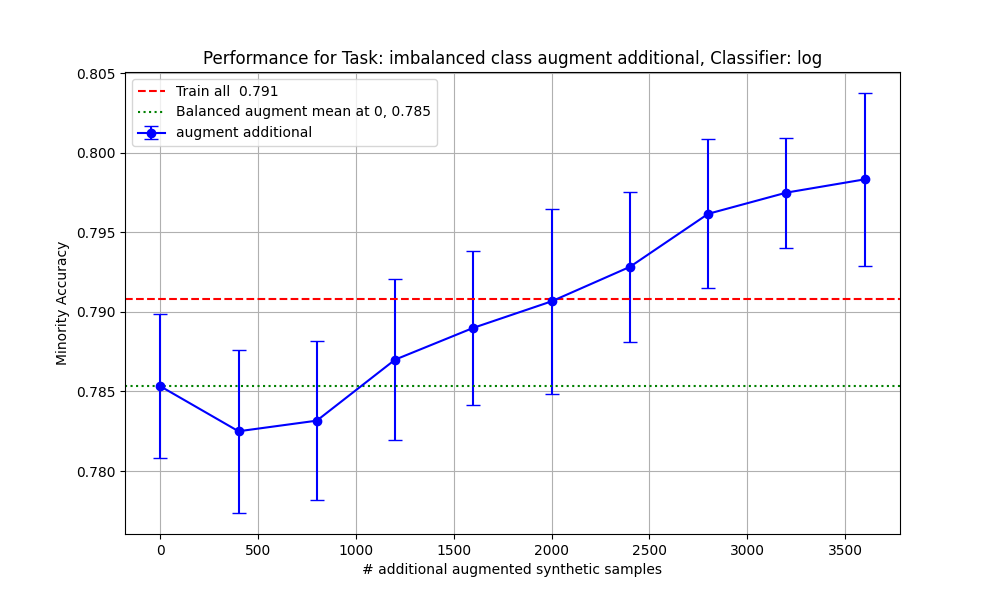 Performance for Task: imbalanced class augment additional, Classifier: log
Train all  0.791
Balanced augment mean at 0, 0.785
augment additional
Minority Accuracy
0.805
0.800
0.795
0.790
0.785
0.780
0 500 1000 1500 2000 2500 3000 3500
# additional augmented synthetic samples